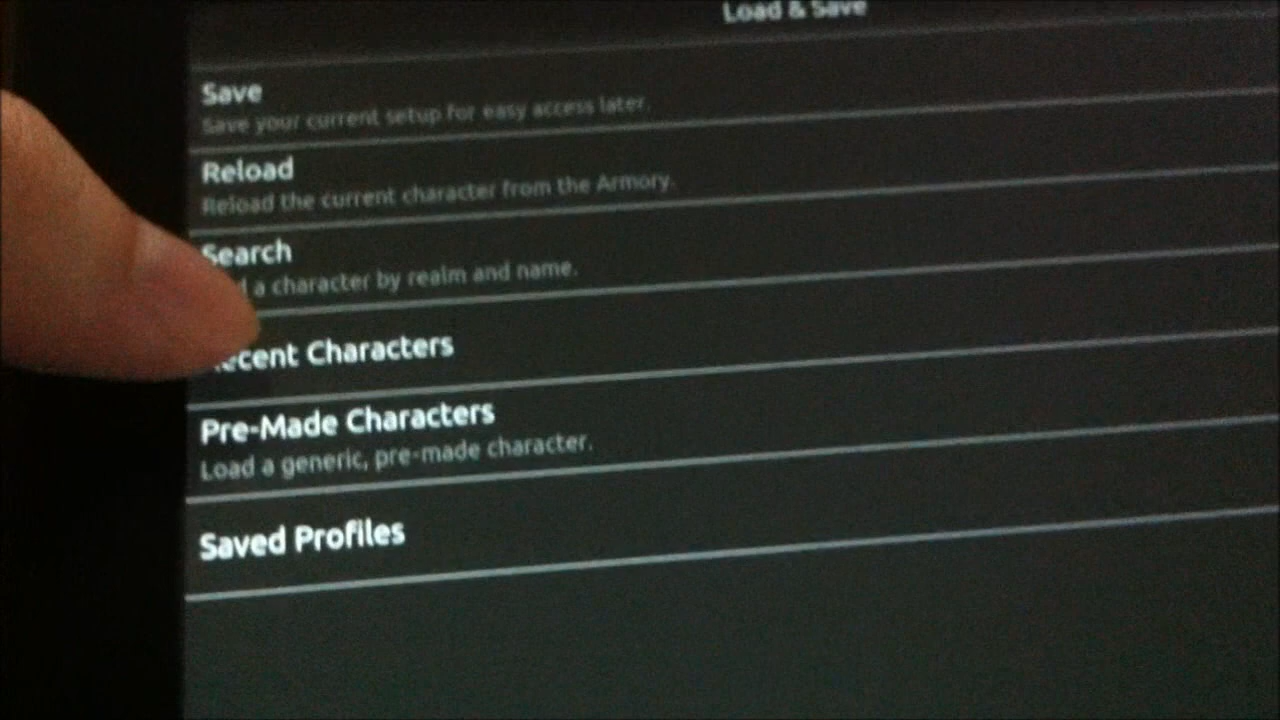 Load & Save
Save
Save your current setup for easy access later.
Reload
Reload the current character from the Armory.
Search
a character by realm and name.
Recent Characters
Pre-Made Characters
Load a generic, pre-made character.
Saved Profiles